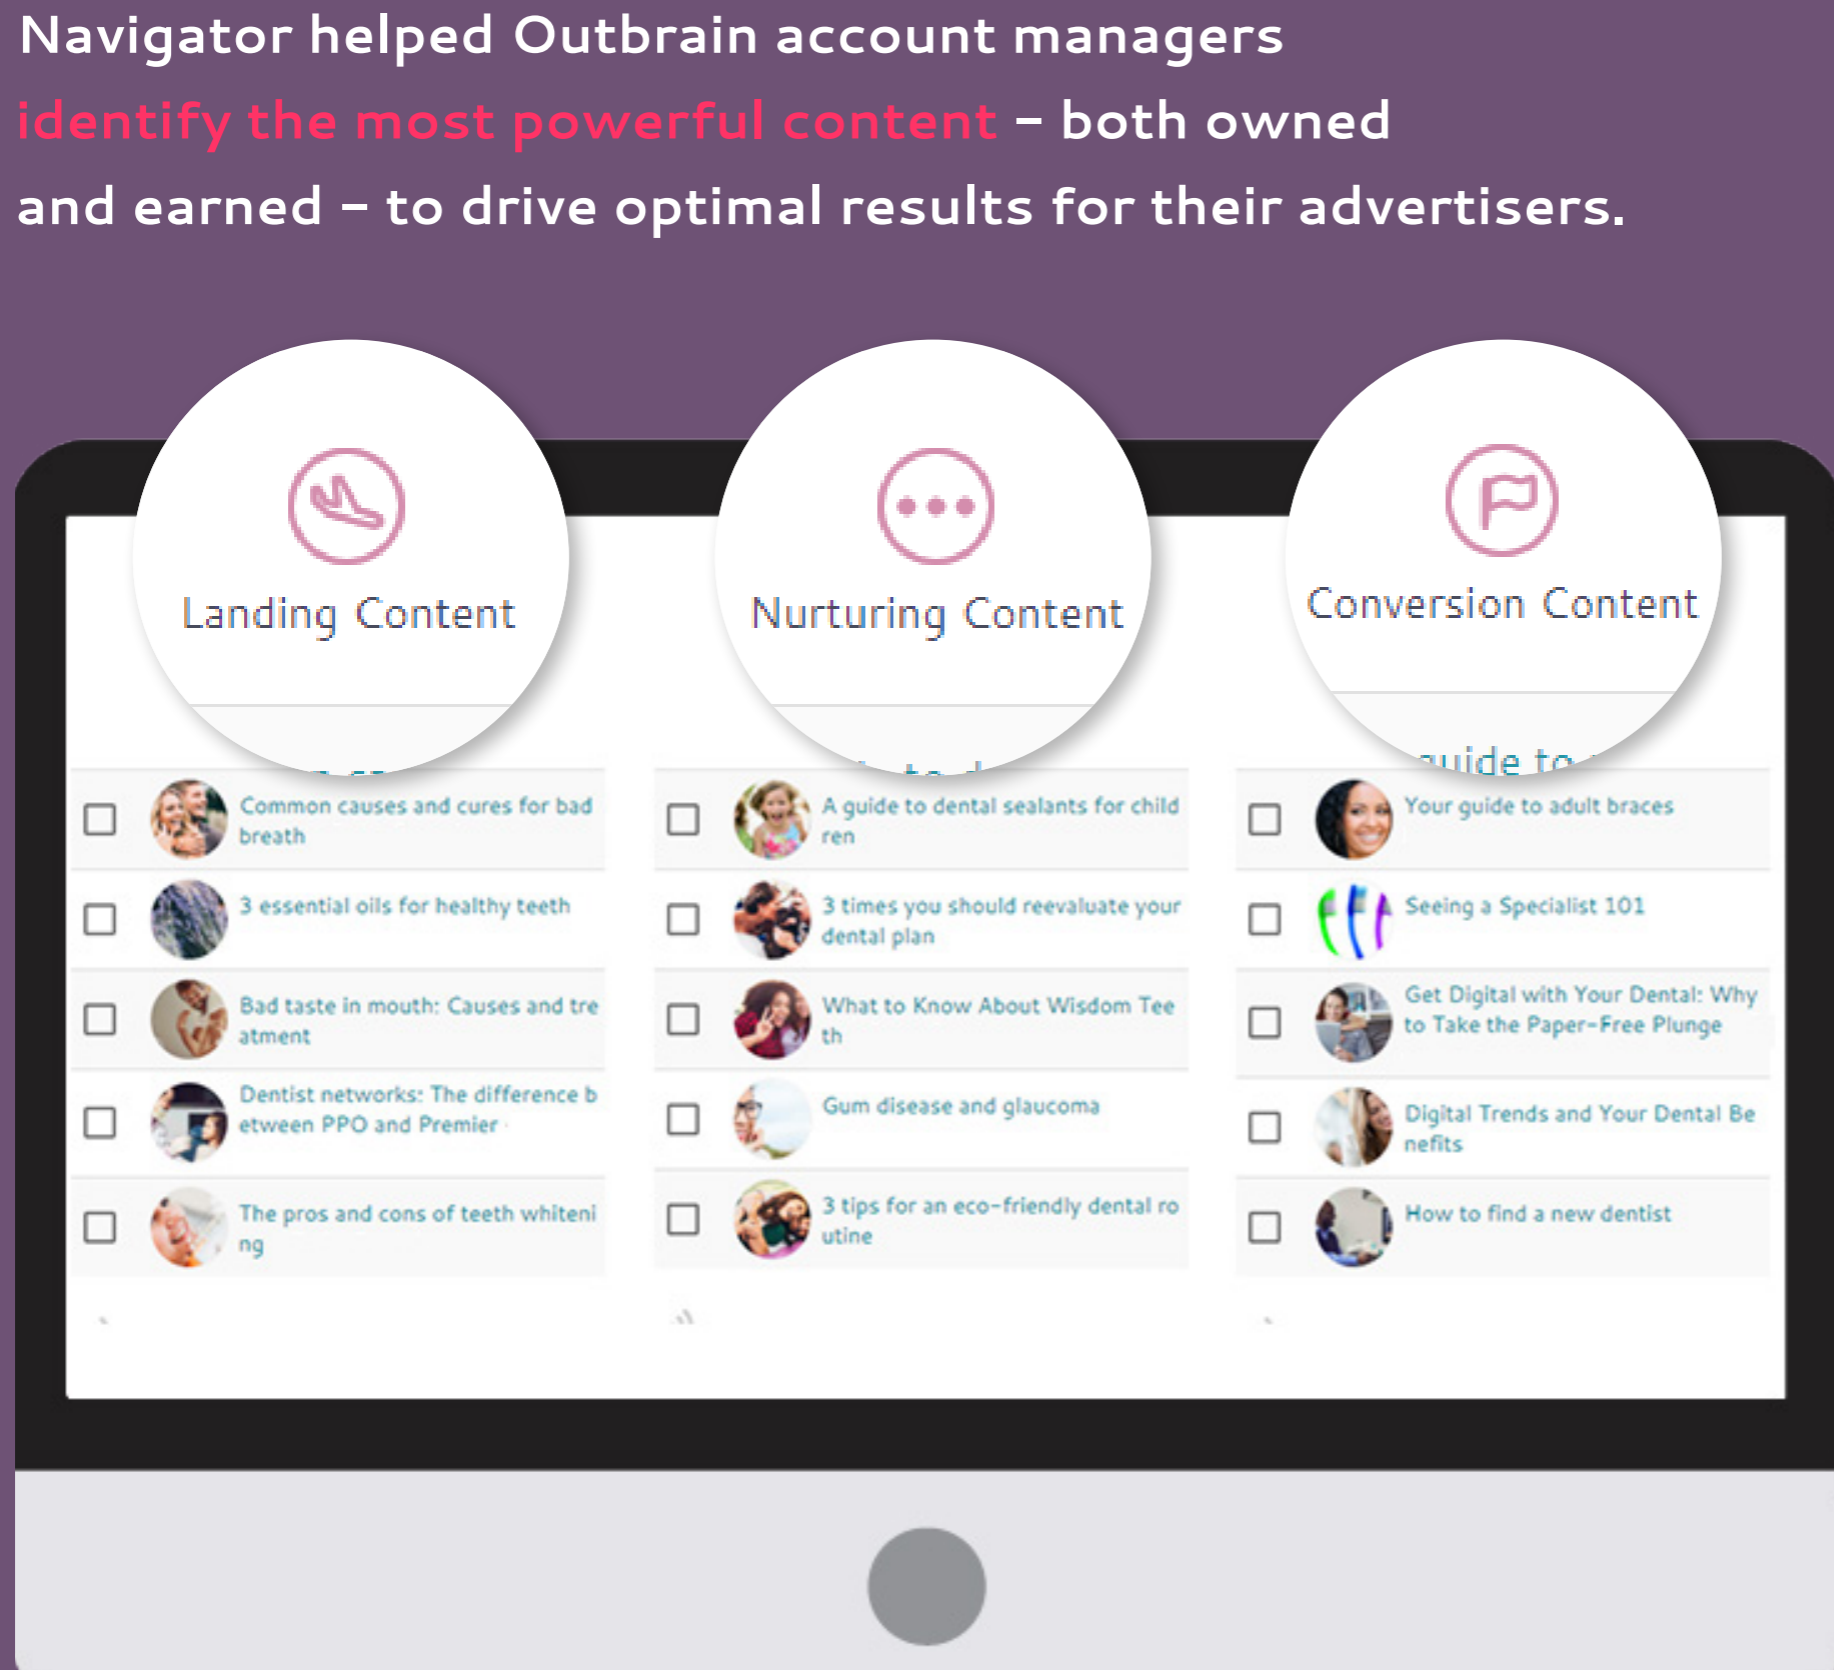 Navigator helped Outbrain account managers
identify the most powerful content – both owned
and earned – to drive optimal results for their advertisers.
Landing Content
Common causes and cures for bad
breath
3 essential oils for healthy teeth
Bad taste in mouth: Causes and tre
atment
Dentist networks: The difference b
etween PPO and Premier
The pros and cons of teeth whiteni
ng
Nurturing Content
A guide to dental sealants for child
ren
3 times you should reevaluate your
dental plan
What to Know About Wisdom Tee
th
Gum disease and glaucoma
3 tips for an eco-friendly dental ro
utine
Conversion Content
guide to
Your guide to adult braces
Seeing a Specialist 101
Get Digital with Your Dental: Why
to Take the Paper-Free Plunge
Digital Trends and Your Dental Be
nefits
How to find a new dentist